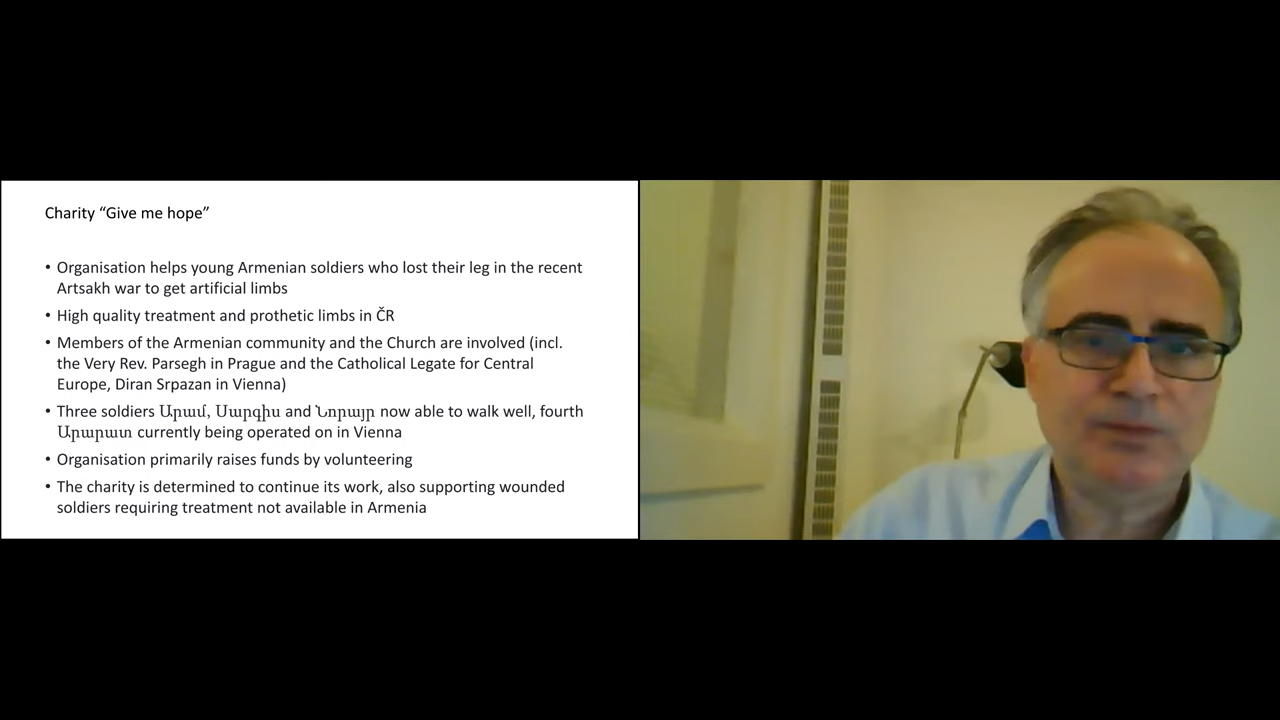 Charity “Give me hope”
• Organisation helps young Armenian soldiers who lost their leg in the recent
Artsakh war to get artificial limbs
• High quality treatment and prothetic limbs in ČR
• Members of the Armenian community and the Church are involved (incl.
the Very Rev. Parsegh in Prague and the Catholical Legate for Central
Europe, Diran Srpazan in Vienna)
• Three soldiers Արամ, Սարգիս and Նորայր now able to walk well, fourth
Արարատ currently being operated on in Vienna
• Organisation primarily raises funds by volunteering
• The charity is determined to continue its work, also supporting wounded
soldiers requiring treatment not available in Armenia